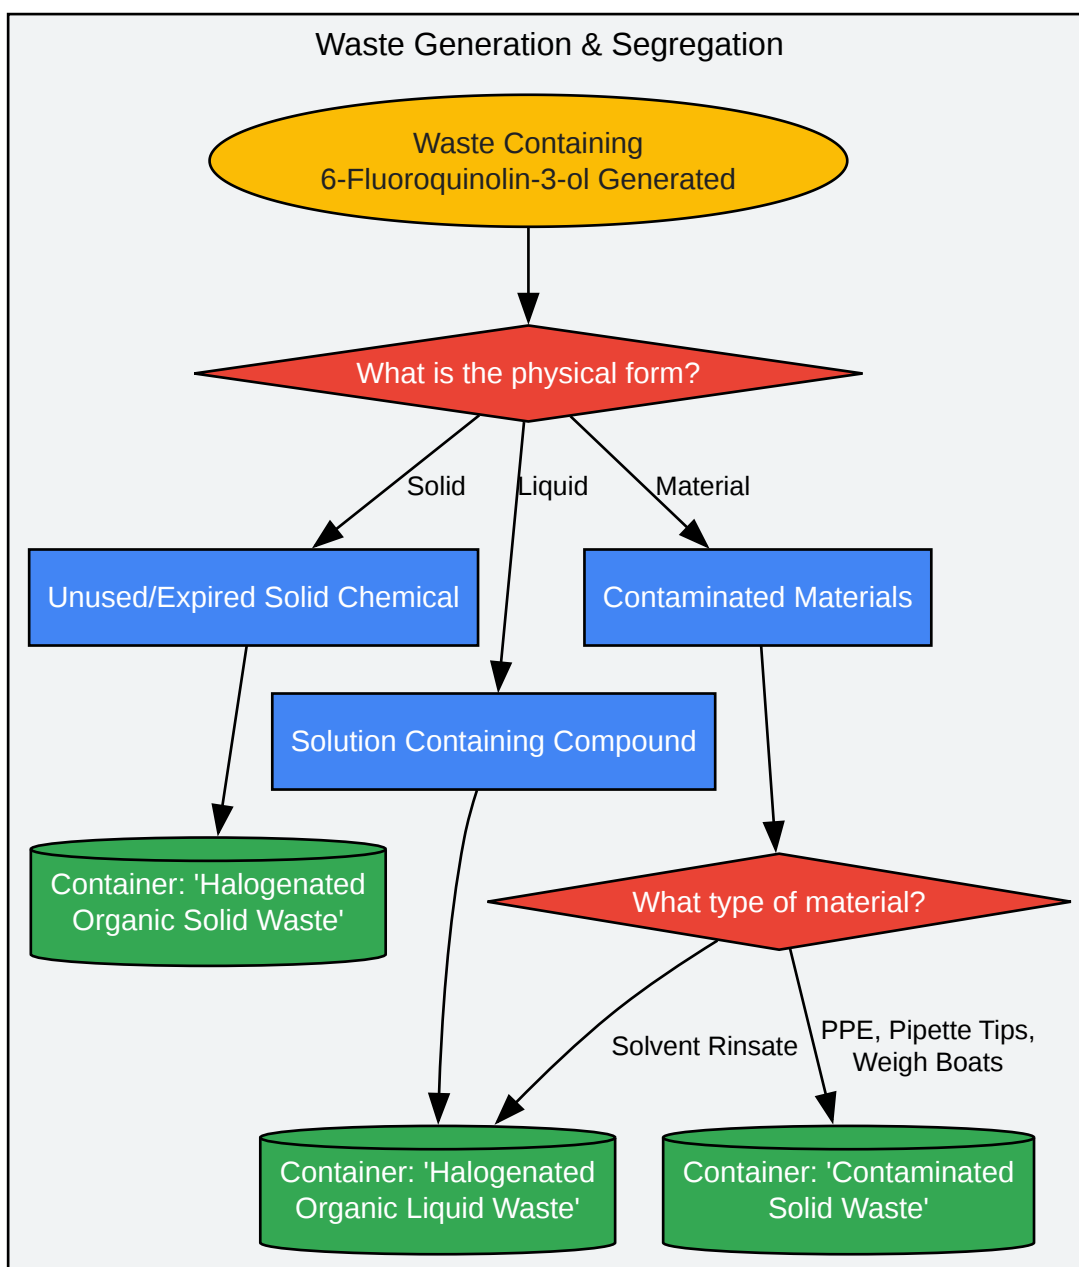 Waste Generation & Segregation
Waste Containing
6-Fluoroquinolin-3-ol Generated
What is the physical form?
Solid
Liquid
Material
Unused/Expired Solid Chemical
Contaminated Materials
Solution Containing Compound
Container: 'Halogenated
Organic Solid Waste'
What type of material?
Solvent Rinsate
PPE, Pipette Tips,
Weigh Boats
Container: 'Halogenated
Organic Liquid Waste'
Container: 'Contaminated
Solid Waste'